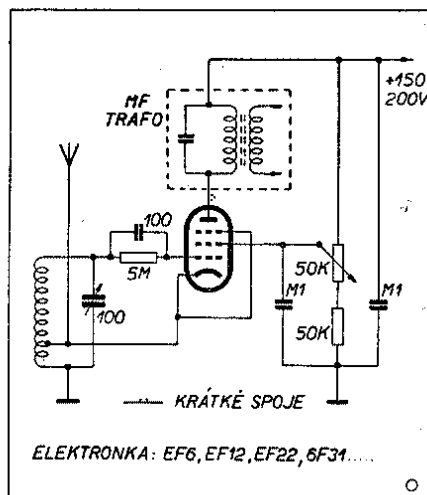 +150
200V
MF
TRAFO
100
5M
100
M1
50K
50K
M1
KRÁTKÉ SPOJE
ELEKTRONKA: EF6, EF12, EF22, 6F31.....